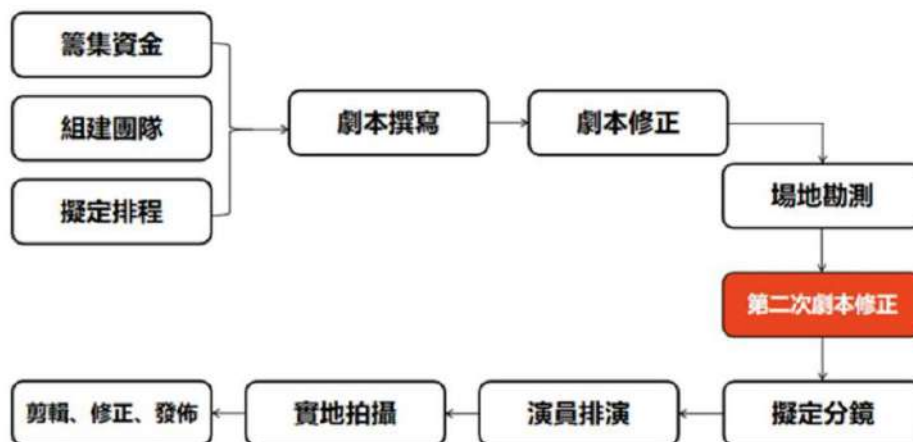 籌集資金
組建團隊
擬定排程
劇本撰寫
劇本修正
場地勘測
第二次劇本修正
擬定分鏡
演員排演
實地拍攝
剪輯、修正、發佈